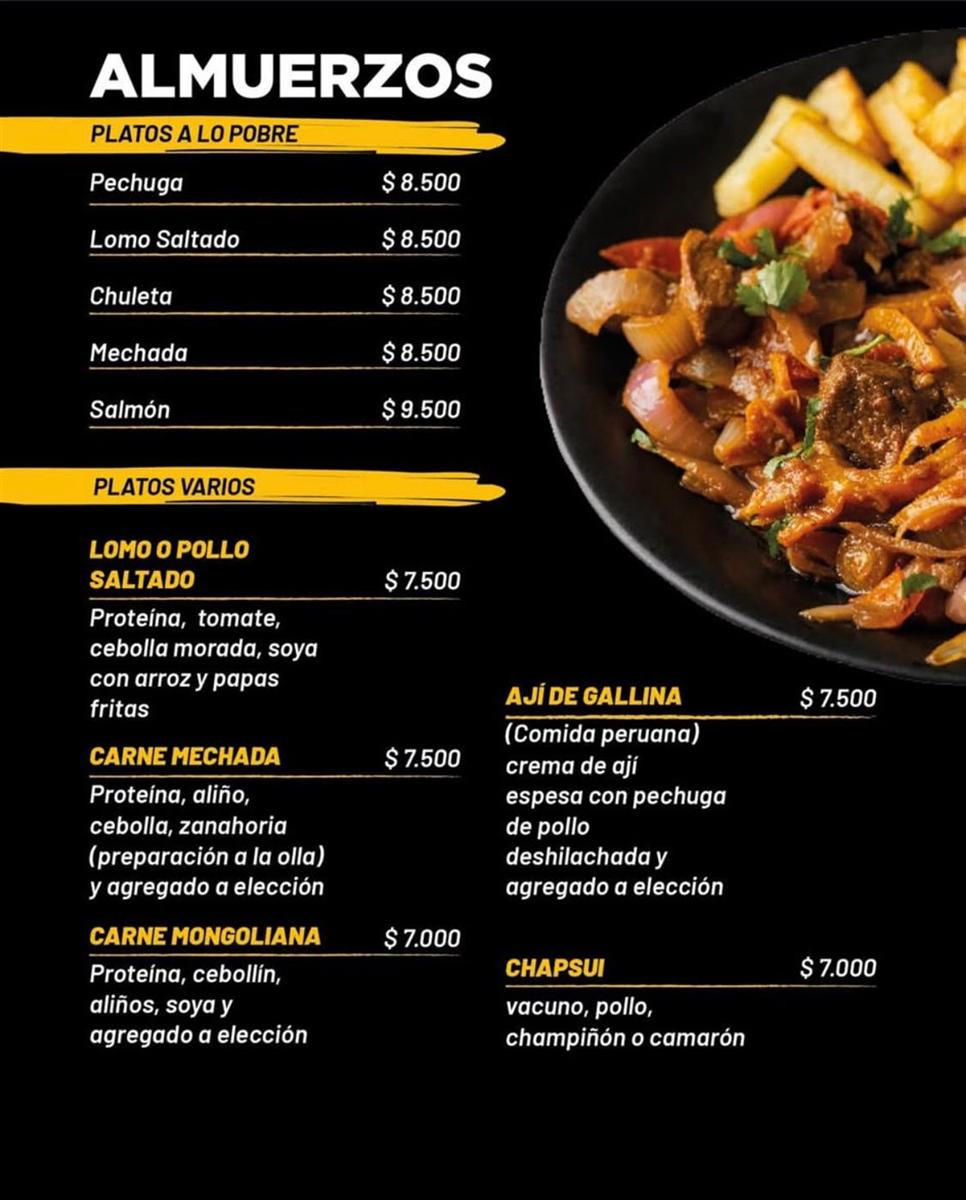 ALMUERZOS
PLATOS A LO POBRE
Pechuga $ 8.500
Lomo Saltado $ 8.500
Chuleta $ 8.500
Mechada $ 8.500
Salmón $ 9.500
PLATOS VARIOS
LOMO O POLLO
SALTADO $ 7.500
Proteína, tomate,
cebolla morada, soya
con arroz y papas
fritas
CARNE MECHADA $ 7.500
Proteína, aliño,
cebolla, zanahoria
(preparación a la olla)
y agregado a elección
CARNE MONGOLIANA $ 7.000
Proteína, cebollín,
aliños, soya y
agregado a elección
AJÍ DE GALLINA $ 7.500
(Comida peruana)
crema de ají
espesa con pechuga
de pollo
deshilachada y
agregado a elección
CHAPSUI $ 7.000
vacuno, pollo,
champiñón o camarón